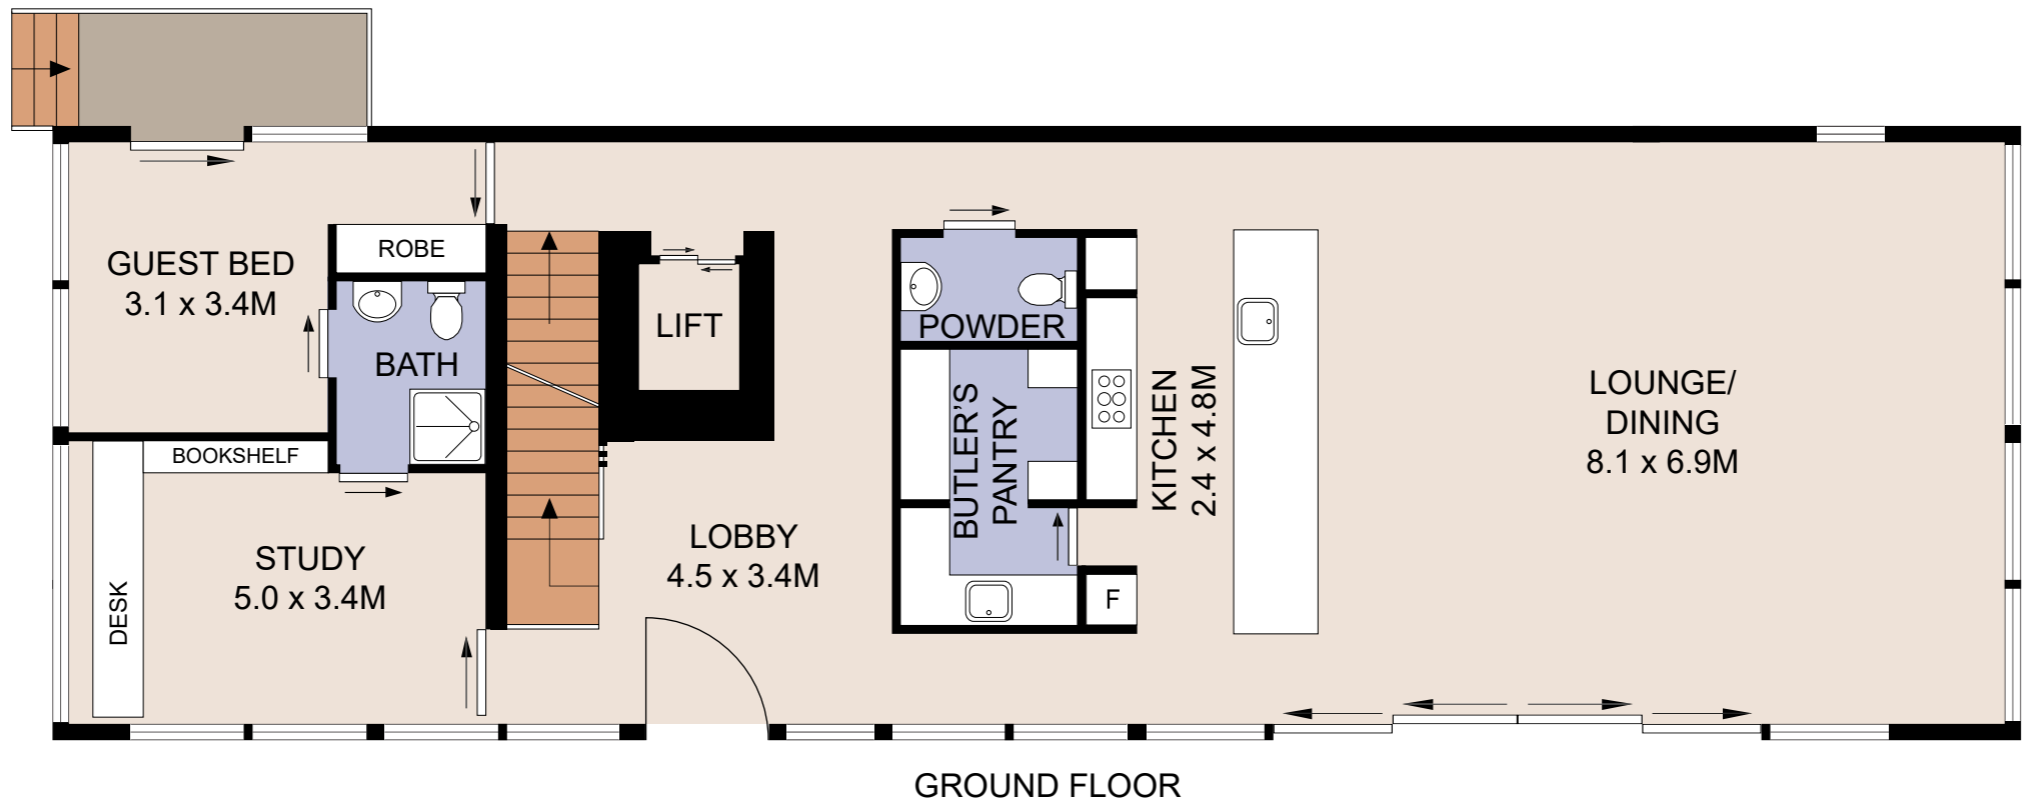 ROBE
GUEST BED
3.1 x 3.4M
LIFT
POWDER
BATH
BOOKSHELF
BUTLER'S
PANTRY
KITCHEN
2.4 x 4.8M
LOUNGE/
DINING
8.1 x 6.9M
STUDY
5.0 x 3.4M
DESK
LOBBY
4.5 x 3.4M
F
GROUND FLOOR